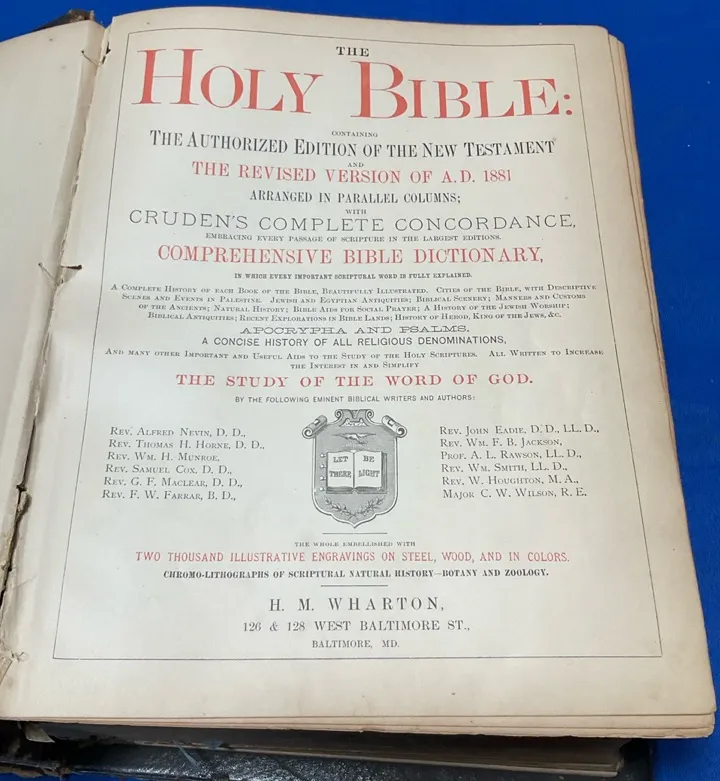 THE
HOLY BIBLE:
CONTAINING
THE AUTHORIZED EDITION OF THE NEW TESTAMENT
AND
THE REVISED VERSION OF A.D. 1881
ARRANGED IN PARALLEL COLUMNS;
WITH
CRUDEN'S COMPLETE CONCORDANCE,
EMBRACING EVERY PASSAGE OF SCRIPTURE IN THE LARGEST EDITIONS.
COMPREHENSIVE BIBLE DICTIONARY,
IN WHICH EVERY IMPORTANT SCRIPTURAL WORD IS FULLY EXPLAINED.
A COMPLETE HISTORY OF EACH BOOK OF THE BIBLE, BEAUTIFULLY ILLUSTRATED. CITIES OF THE BIBLE, WITH DESCRIPTIVE
SCENES AND EVENTS IN PALESTINE. JEWISH AND EGYPTIAN ANTIQUITIES; BIBLICAL SCENERY; MANNERS AND CUSTOMS
OF THE ANCIENTS; NATURAL HISTORY; BIBLE AIDS FOR SOCIAL PRAYER; A HISTORY OF THE JEWISH WORSHIP;
BIBLICAL ANTIQUITIES; RECENT EXPLORATIONS IN BIBLE LANDS; HISTORY OF HEROD, KING OF THE JEWS, &C.
APOCRYPHA AND PSALMS.
A CONCISE HISTORY OF ALL RELIGIOUS DENOMINATIONS,
AND MANY OTHER IMPORTANT AND USEFUL AIDS TO THE STUDY OF THE HOLY SCRIPTURES. ALL WRITTEN TO INCREASE
THE INTEREST IN AND SIMPLIFY
THE STUDY OF THE WORD OF GOD.
BY THE FOLLOWING EMINENT BIBLICAL WRITERS AND AUTHORS:
REV. ALFRED NEVIN, D. D.,
REV. THOMAS H. HORNE, D. D.,
REV. WM. H. MUNROE,
REV. SAMUEL COX, D. D.,
REV. G. F. MACLEAR, D. D.,
REV. F. W. FARRAR, B. D.,
LET BE
THERE LIGHT
REV. JOHN EADIE, D. D., LL. D.,
REV. WM. F. B. JACKSON,
PROF. A. L. RAWSON, LL. D.,
REV. WM. SMITH, LL. D.,
REV. W. HOUGHTON, M. A.,
MAJOR C. W. WILSON, R. E.
THE WHOLE EMBELLISHED WITH
TWO THOUSAND ILLUSTRATIVE ENGRAVINGS ON STEEL, WOOD, AND IN COLORS.
CHROMO-LITHOGRAPHS OF SCRIPTURAL NATURAL HISTORY—BOTANY AND ZOOLOGY.
H. M. WHARTON,
126 & 128 WEST BALTIMORE ST.,
BALTIMORE, MD.